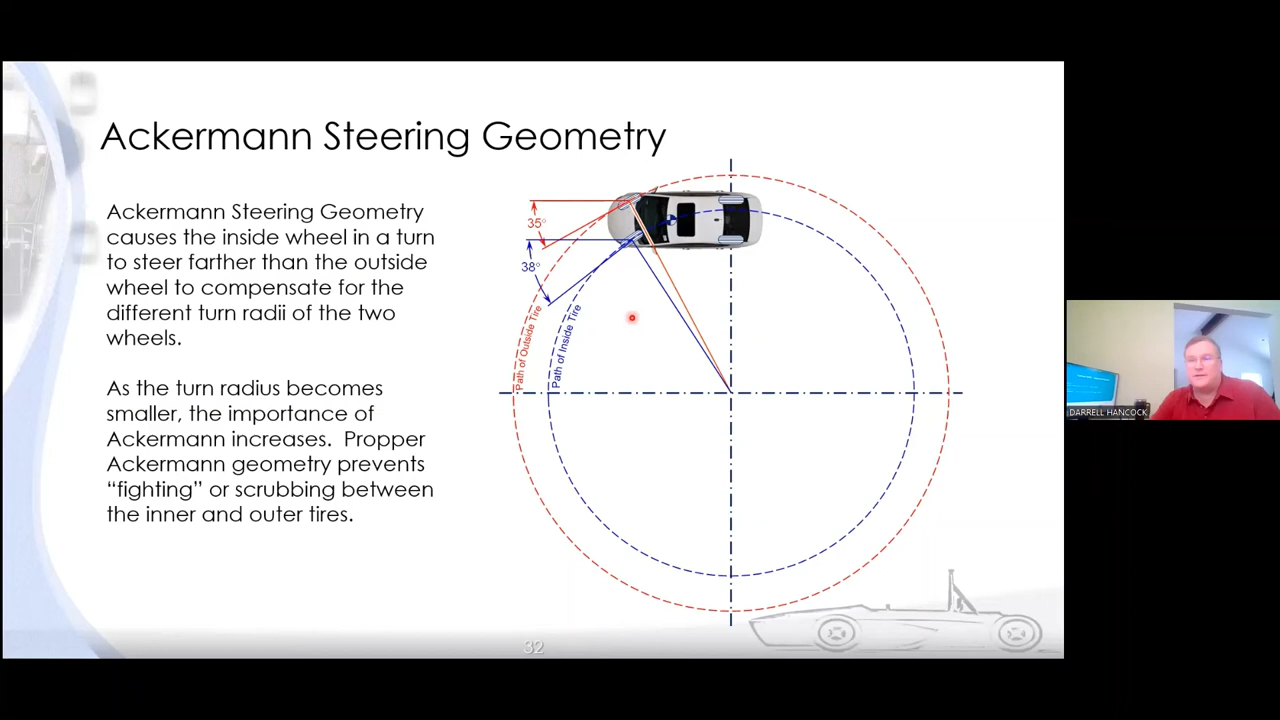 Ackermann Steering Geometry
Ackermann Steering Geometry
causes the inside wheel in a turn
to steer farther than the outside
wheel to compensate for the
different turn radii of the two
wheels.
As the turn radius becomes
smaller, the importance of
Ackermann increases.  Propper
Ackermann geometry prevents
“fighting” or scrubbing between
the inner and outer tires.
35°
38°
Path of Outside Tire
Path of Inside Tire
32
DARRELL HANCOCK